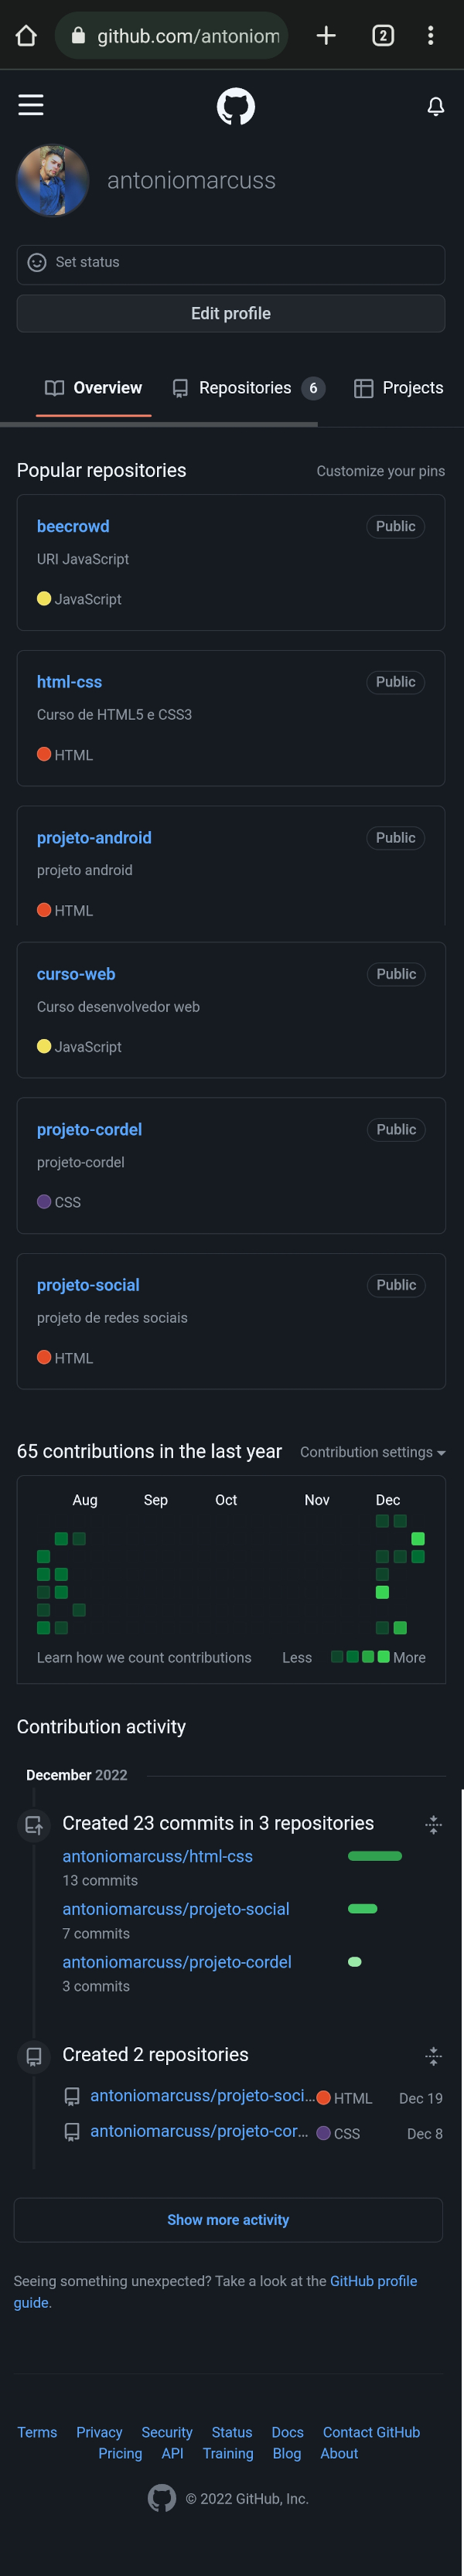 github.com/antoniom
2
antoniomarcuss
Set status
Edit profile
Overview Repositories 6 Projects
Popular repositories Customize your pins
beecrowd Public
URI JavaScript
JavaScript
html-css Public
Curso de HTML5 e CSS3
HTML
projeto-android Public
projeto android
HTML
curso-web Public
Curso desenvolvedor web
JavaScript
projeto-cordel Public
projeto-cordel
CSS
projeto-social Public
projeto de redes sociais
HTML
65 contributions in the last year Contribution settings
Aug Sep Oct Nov Dec
Learn how we count contributions Less More
Contribution activity
December 2022
Created 23 commits in 3 repositories
antoniomarcuss/html-css
13 commits
antoniomarcuss/projeto-social
7 commits
antoniomarcuss/projeto-cordel
3 commits
Created 2 repositories
antoniomarcuss/projeto-soci... HTML Dec 19
antoniomarcuss/projeto-cor... CSS Dec 8
Show more activity
Seeing something unexpected? Take a look at the GitHub profile
guide.
Terms Privacy Security Status Docs Contact GitHub
Pricing API Training Blog About
© 2022 GitHub, Inc.